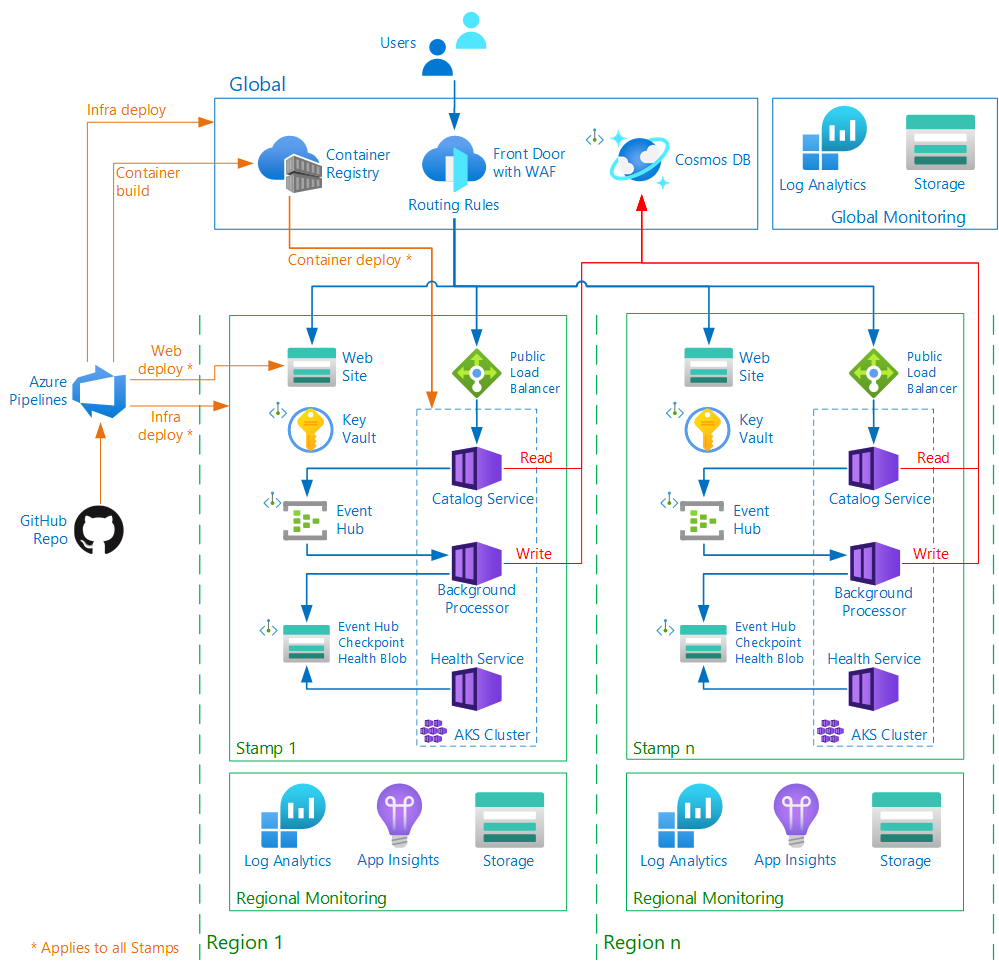 Users
Global
Infra deploy
Container
build
Container
Registry
Front Door
with WAF
Routing Rules
Cosmos DB
Log Analytics
Storage
Global Monitoring
Container deploy *
Web
deploy *
Azure
Pipelines
Infra
deploy *
GitHub
Repo
Web
Site
Public
Load
Balancer
Key
Vault
Read
Catalog Service
Event
Hub
Write
Background
Processor
Event Hub
Checkpoint
Health Blob
Health Service
AKS Cluster
Stamp 1
Log Analytics
App Insights
Storage
Regional Monitoring
Region 1
Web
Site
Public
Load
Balancer
Key
Vault
Read
Catalog Service
Event
Hub
Write
Background
Processor
Event Hub
Checkpoint
Health Blob
Health Service
AKS Cluster
Stamp n
Log Analytics
App Insights
Storage
Regional Monitoring
Region n
* Applies to all Stamps